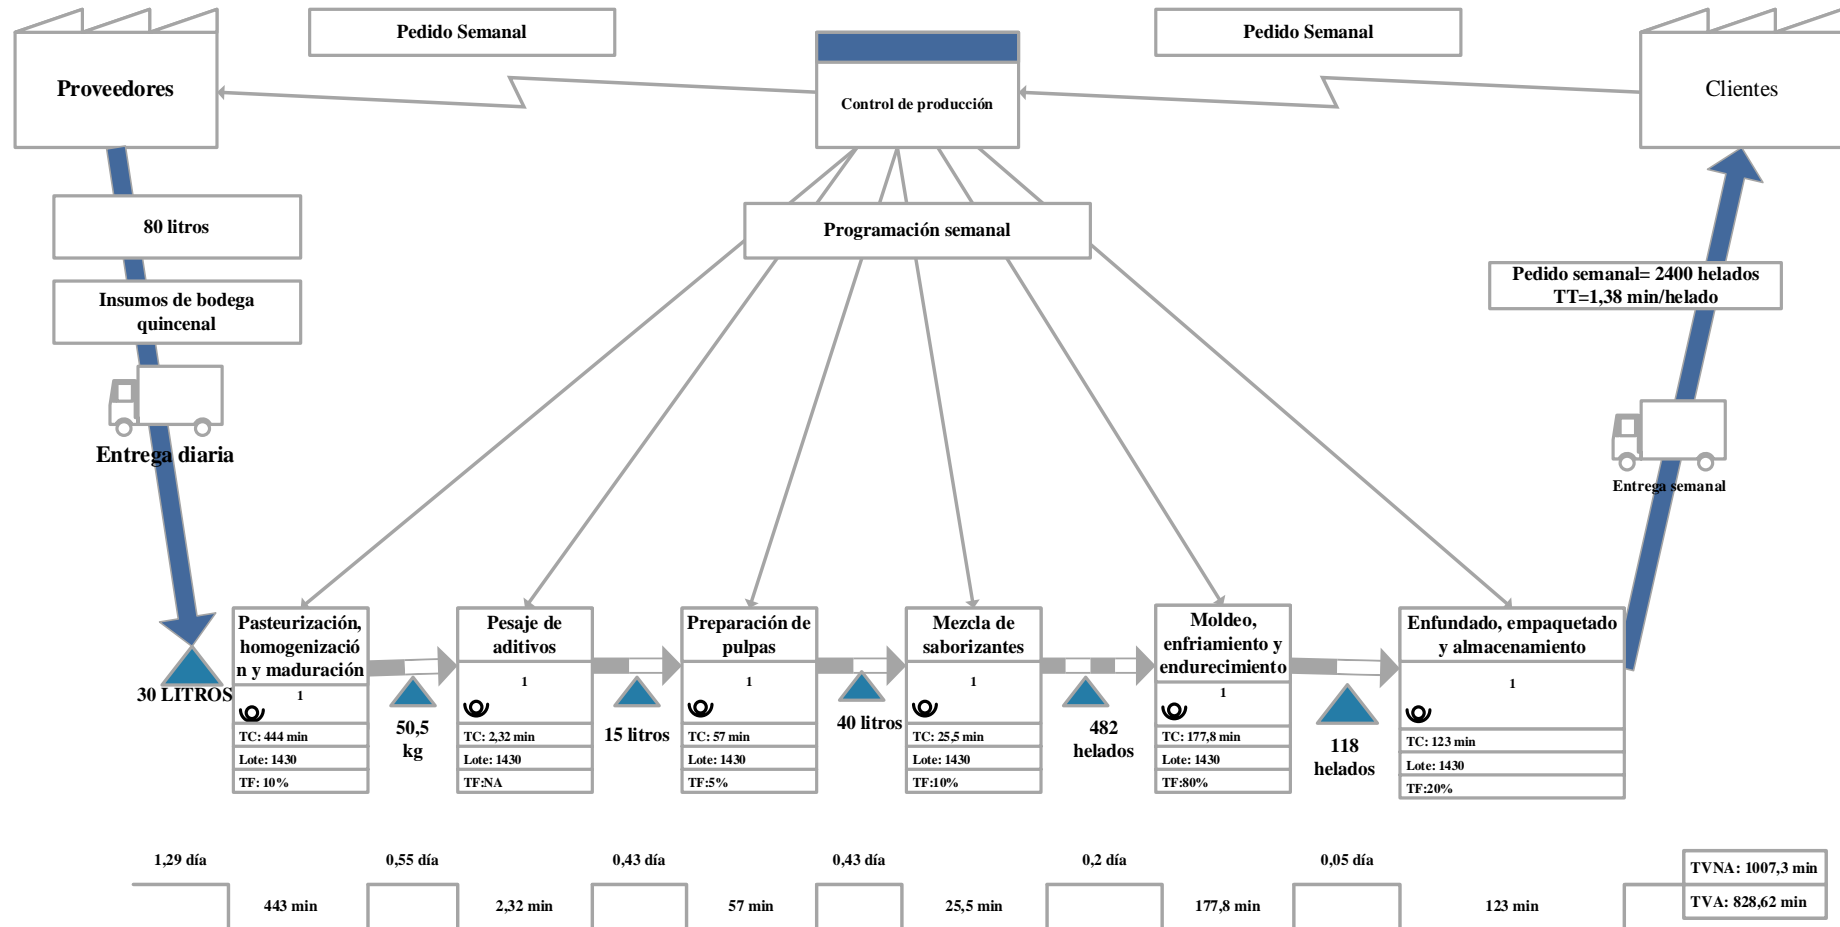 Pedido Semanal
Pedido Semanal
Proveedores
Control de producción
Clientes
80 litros
Programación semanal
Insumos de bodega
quincenal
Pedido semanal= 2400 helados
TT=1,38 min/helado
Entrega diaria
Entrega semanal
30 LITROS
Pasteurización,
homogenizació
n y maduración
1
TC: 444 min
Lote: 1430
TF: 10%
50,5
kg
Pesaje de
aditivos
1
TC: 2,32 min
Lote: 1430
TF:NA
15 litros
Preparación de
pulpas
1
TC: 57 min
Lote: 1430
TF:5%
40 litros
Mezcla de
saborizantes
1
TC: 25,5 min
Lote: 1430
TF:10%
482
helados
Moldeo,
enfriamiento y
endurecimiento
1
TC: 177,8 min
Lote: 1430
TF:80%
118
helados
Enfundado, empaquetado
y almacenamiento
1
TC: 123 min
Lote: 1430
TF:20%
1,29 día
0,55 día
0,43 día
0,43 día
0,2 día
0,05 día
443 min
2,32 min
57 min
25,5 min
177,8 min
123 min
TVNA: 1007,3 min
TVA: 828,62 min